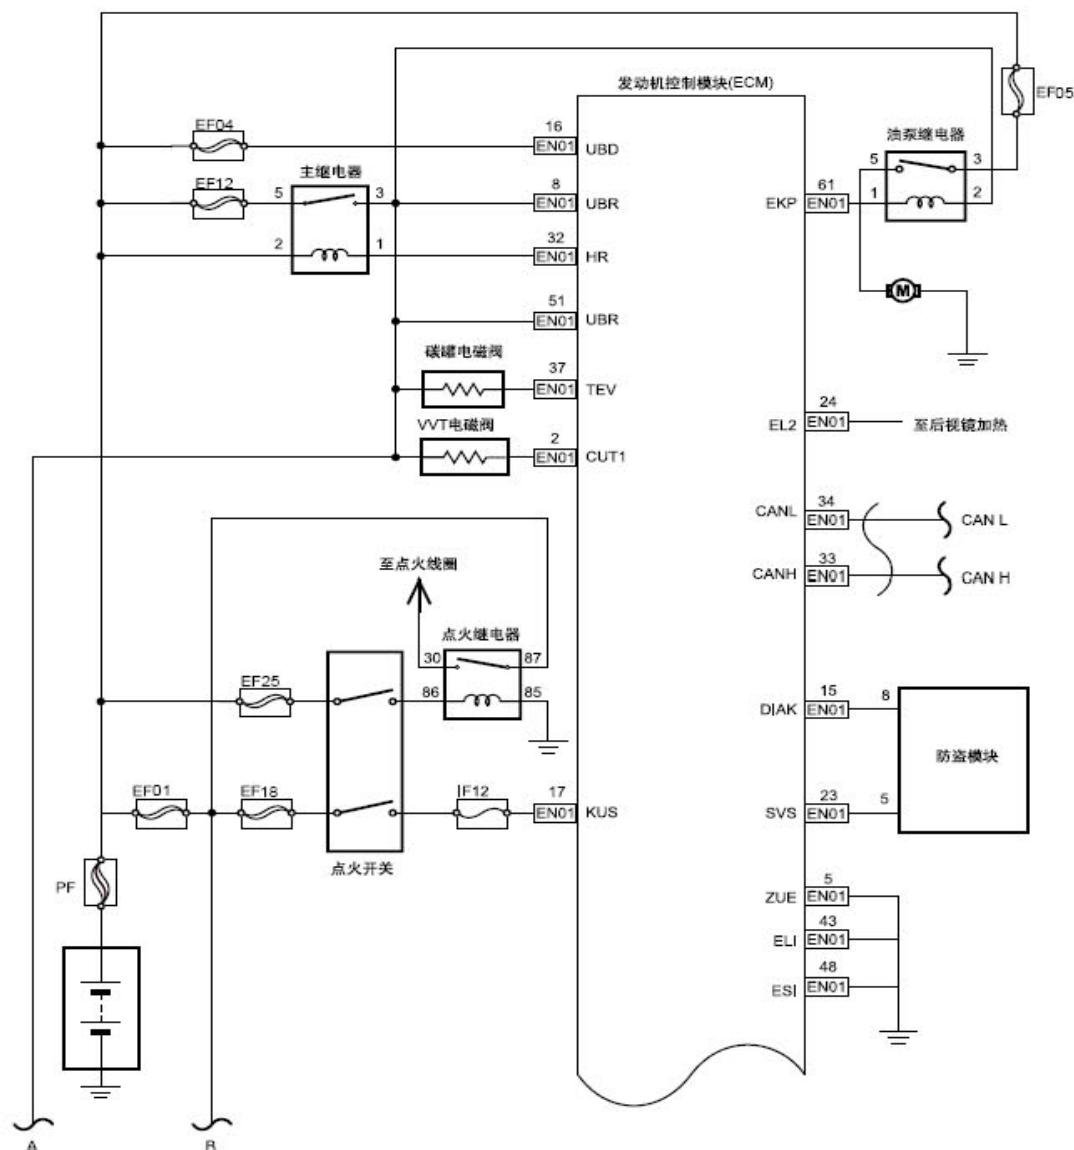 发动机控制模块(ECM)
EF05
EF04
16
EN01
UBD
油泵继电器
5
3
1
2
主继电器
EF12
5
3
2
1
8
EN01
UBR
61
EKP
EN01
32
EN01
HR
M
51
EN01
UBR
碳罐电磁阀
37
EN01
TEV
VVT电磁阀
2
EN01
CUT1
24
EL2
EN01
至后视镜加热
34
CANL
EN01
CAN L
33
CANH
EN01
CAN H
至点火线圈
点火继电器
30
87
86
85
EF25
15
DIAK
EN01
8
防盗模块
EF01
EF18
IF12
17
EN01
KUS
23
SVS
EN01
5
点火开关
PF
5
ZUE
EN01
43
ELI
EN01
48
ESI
EN01
A
B